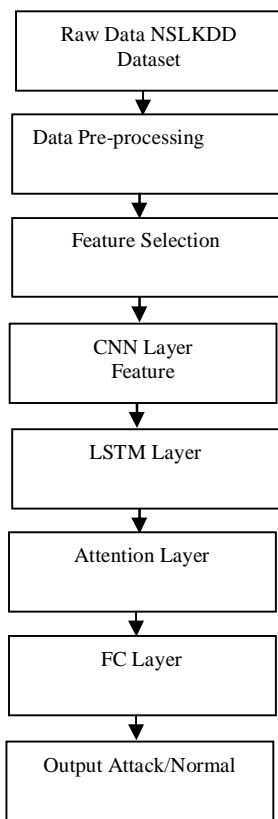 Raw Data NSLKDD
Dataset
Data Pre-processing
Feature Selection
CNN Layer
Feature
LSTM Layer
Attention Layer
FC Layer
Output Attack/Normal